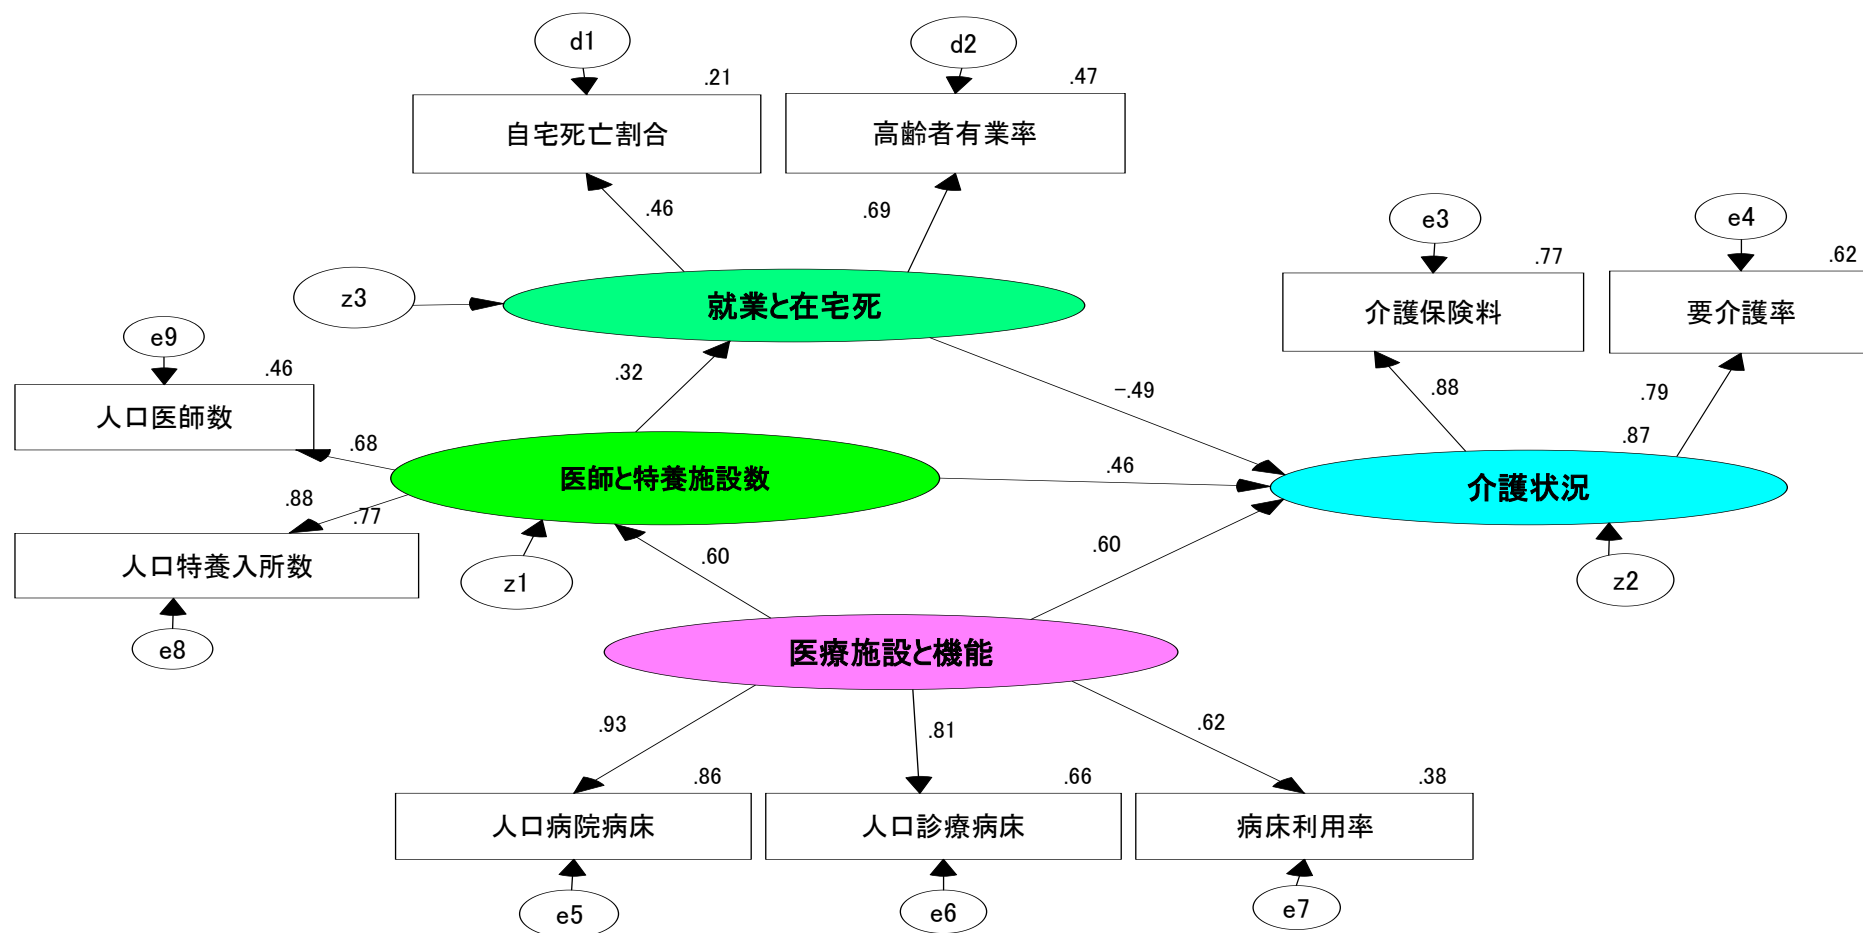 d1
d2
.21
.47
自宅死亡割合
高齢者有業率
.46
.69
e3
e4
.77
.62
z3
就業と在宅死
介護保険料
要介護率
e9
.46
.32
-.49
.88
.79
人口医師数
.68
.87
医師と特養施設数
.46
介護状況
.88
.77
人口特養入所数
z1
.60
.60
z2
e8
医療施設と機能
.93
.81
.62
.86
.66
.38
人口病院病床
人口診療病床
病床利用率
e5
e6
e7